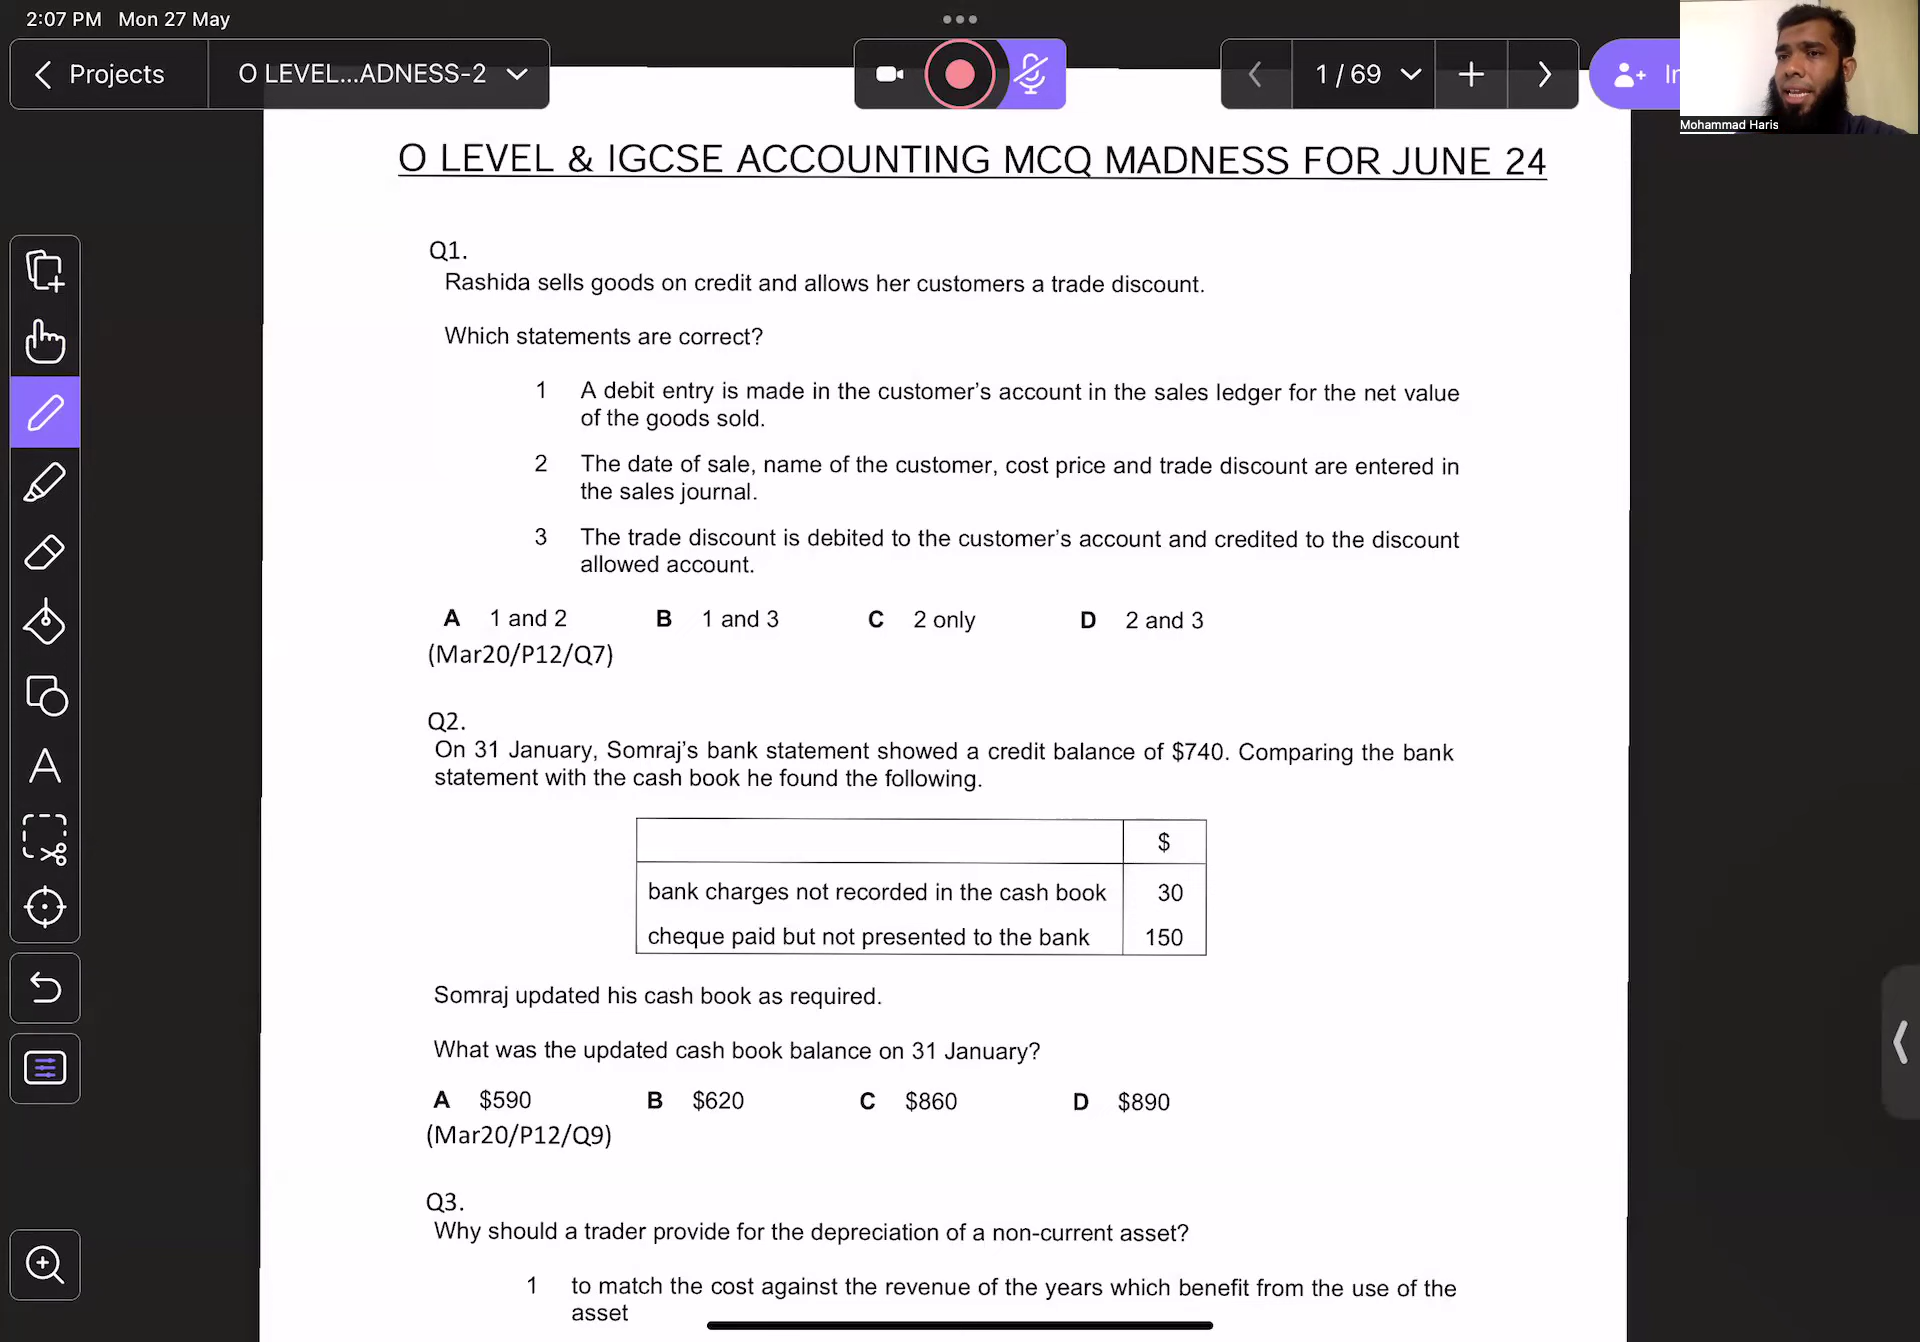 2:07 PM Mon 27 May
Projects
O LEVEL...ADNESS-2
1 / 69
Mohammad Haris
O LEVEL & IGCSE ACCOUNTING MCQ MADNESS FOR JUNE 24
Q1.
Rashida sells goods on credit and allows her customers a trade discount.
Which statements are correct?
1 A debit entry is made in the customer's account in the sales ledger for the net value
of the goods sold.
2 The date of sale, name of the customer, cost price and trade discount are entered in
the sales journal.
3 The trade discount is debited to the customer's account and credited to the discount
allowed account.
A 1 and 2 B 1 and 3 C 2 only D 2 and 3
(Mar20/P12/Q7)
Q2.
On 31 January, Somraj's bank statement showed a credit balance of $740. Comparing the bank
statement with the cash book he found the following.
$
bank charges not recorded in the cash book 30
cheque paid but not presented to the bank 150
Somraj updated his cash book as required.
What was the updated cash book balance on 31 January?
A $590 B $620 C $860 D $890
(Mar20/P12/Q9)
Q3.
Why should a trader provide for the depreciation of a non-current asset?
1 to match the cost against the revenue of the years which benefit from the use of the
asset